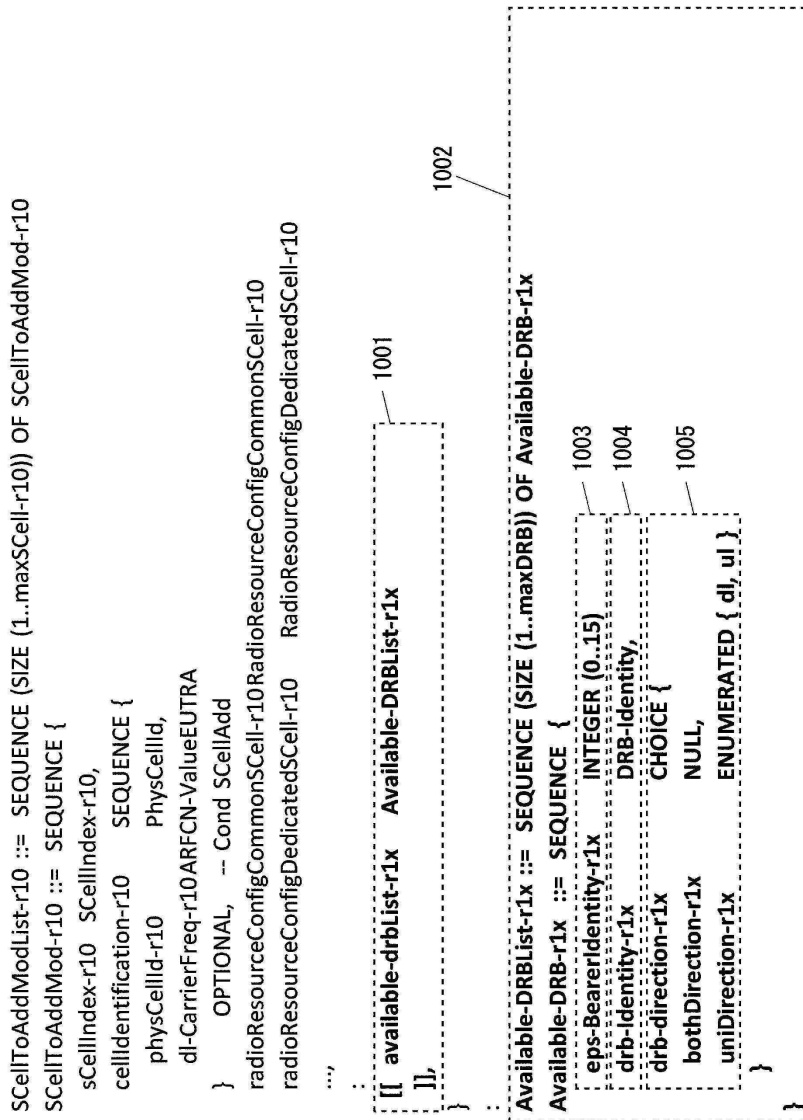 SCellToAddModList-r10 ::= SEQUENCE (SIZE (1..maxSCell-r10)) OF SCellToAddMod-r10
SCellToAddMod-r10 ::= SEQUENCE {
sCellIndex-r10 SCellIndex-r10,
cellIdentification-r10 SEQUENCE {
physCellId-r10 PhysCellId,
dl-CarrierFreq-r10 ARFCN-ValueEUTRA
} OPTIONAL, -- Cond SCellAdd
radioResourceConfigCommonSCell-r10RadioResourceConfigCommonSCell-r10
radioResourceConfigDedicatedSCell-r10 RadioResourceConfigDedicatedSCell-r10
...,
:
[[ available-drbList-r1x Available-DRBList-r1x
]],
1001
}
:
1002
Available-DRBList-r1x ::= SEQUENCE (SIZE (1..maxDRB)) OF Available-DRB-r1x
Available-DRB-r1x ::= SEQUENCE {
eps-BearerIdentity-r1x INTEGER (0..15)
1003
drb-Identity-r1x DRB-Identity,
1004
drb-direction-r1x CHOICE {
1005
bothDirection-r1x NULL,
uniDirection-r1x ENUMERATED { dl, ul }
}
}